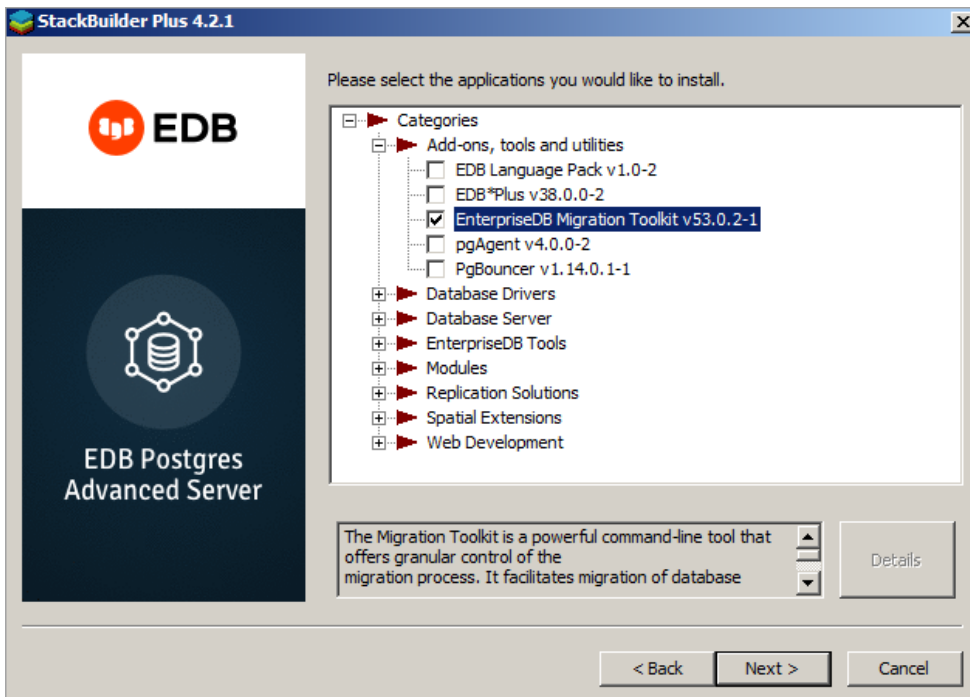 StackBuilder Plus 4.2.1
EDB
EDB Postgres
Advanced Server
Please select the applications you would like to install.
Categories
Add-ons, tools and utilities
EDB Language Pack v1.0-2
EDB*Plus v38.0.0-2
EnterpriseDB Migration Toolkit v53.0.2-1
pgAgent v4.0.0-2
PgBouncer v1.14.0.1-1
Database Drivers
Database Server
EnterpriseDB Tools
Modules
Replication Solutions
Spatial Extensions
Web Development
The Migration Toolkit is a powerful command-line tool that
offers granular control of the
migration process. It facilitates migration of database
Details
< Back
Next >
Cancel